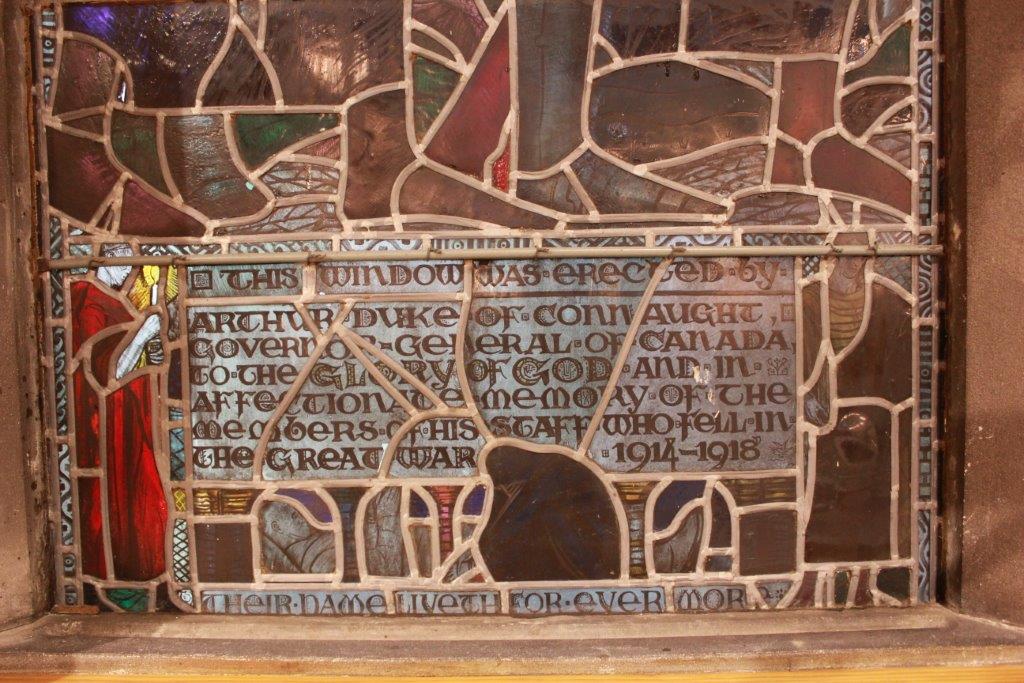 THIS WINDOW WAS ERECTED BY
ARTHUR DUKE OF CONNAUGHT,
GOVERNOR-GENERAL OF CANADA,
TO THE GLORY OF GOD AND IN
AFFECTIONATE MEMORY OF THE
MEMBERS OF HIS STAFF WHO FELL IN
THE GREAT WAR 1914-1918
THEIR NAME LIVETH FOR EVER MORE